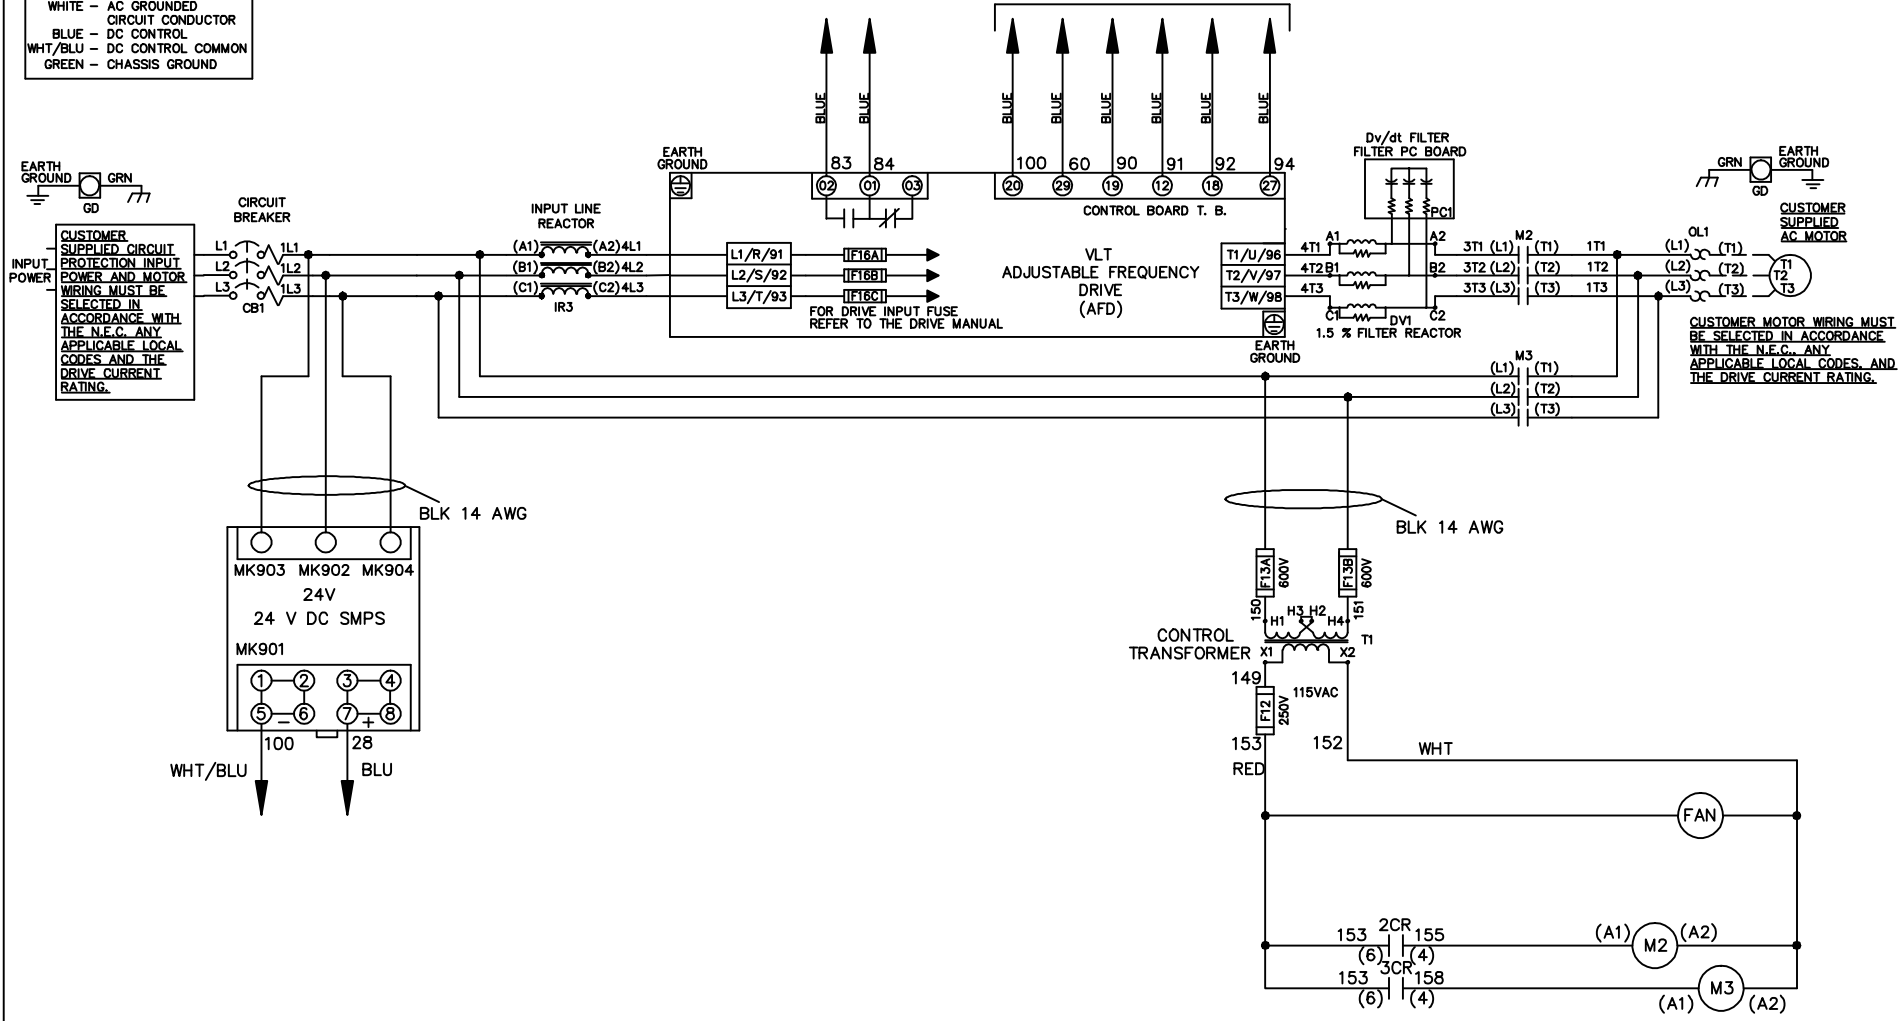 WHITE – AC GROUNDED
CIRCUIT CONDUCTOR
BLUE – DC CONTROL
WHT/BLU – DC CONTROL COMMON
GREEN – CHASSIS GROUND
BLUE
BLUE
BLUE
BLUE
BLUE
BLUE
BLUE
BLUE
EARTH
GROUND
GRN
GD
CUSTOMER
SUPPLIED CIRCUIT
PROTECTION INPUT
POWER AND MOTOR
WIRING MUST BE
SELECTED IN
ACCORDANCE WITH
THE N.E.C. ANY
APPLICABLE LOCAL
CODES AND THE
DRIVE CURRENT
RATING.
INPUT
POWER
CIRCUIT
BREAKER
L1
L2
L3
1L1
1L2
1L3
CB1
INPUT LINE
REACTOR
(A1)
(A2) 4L1
(B1)
(B2) 4L2
(C1)
(C2) 4L3
IR3
EARTH
GROUND
83
84
02
01
03
100
60
90
91
92
94
20
29
19
12
18
27
CONTROL BOARD T. B.
L1/R/91
L2/S/92
L3/T/93
F16A
F16B
F16C
FOR DRIVE INPUT FUSE
REFER TO THE DRIVE MANUAL
VLT
ADJUSTABLE FREQUENCY
DRIVE
(AFD)
T1/U/96
T2/V/97
T3/W/98
EARTH
GROUND
Dv/dt FILTER
FILTER PC BOARD
PC1
4T1
A1
A2
4T2
B1
B2
4T3
C1
C2
DV1
1.5 % FILTER REACTOR
M2
3T1 (L1)
(T1)
1T1
3T2 (L2)
(T2)
1T2
3T3 (L3)
(T3)
1T3
OL1
(L1)
(T1)
(L2)
(T2)
(L3)
(T3)
T1
T2
T3
GRN
GD
EARTH
GROUND
CUSTOMER
SUPPLIED
AC MOTOR
CUSTOMER MOTOR WIRING MUST
BE SELECTED IN ACCORDANCE
WITH THE N.E.C., ANY
APPLICABLE LOCAL CODES, AND
THE DRIVE CURRENT RATING.
M3
(L1)
(T1)
(L2)
(T2)
(L3)
(T3)
BLK 14 AWG
MK903
MK902
MK904
24V
24 V DC SMPS
MK901
1
2
3
4
5
6
7
8
–
+
100
28
WHT/BLU
BLU
BLK 14 AWG
F13A
600V
F13B
600V
150
151
H1
H3
H2
H4
T1
CONTROL
TRANSFORMER
X1
X2
149
115VAC
F12
250V
153
152
RED
WHT
FAN
2CR
153
155
(6)
(4)
(A1)
M2
(A2)
3CR
153
158
(6)
(4)
(A1)
M3
(A2)